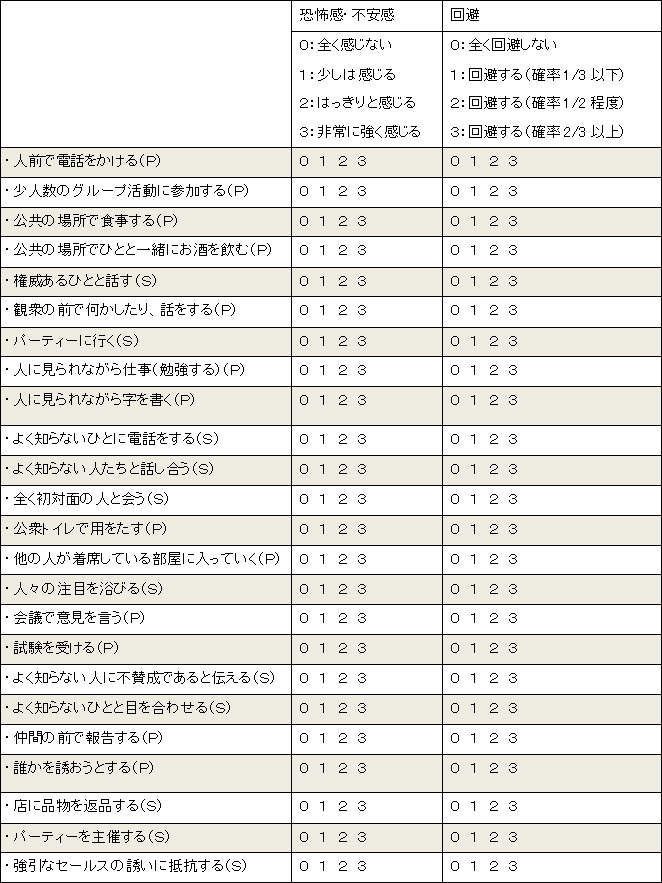 恐怖感・不安感 回避
0：全く感じない 0：全く回避しない
1：少しは感じる 1：回避する（確率1/3以下）
2：はっきりと感じる 2：回避する（確率1/2程度）
3：非常に強く感じる 3：回避する（確率2/3以上）
・人前で電話をかける（P） 0 1 2 3 0 1 2 3
・少人数のグループ活動に参加する（P） 0 1 2 3 0 1 2 3
・公共の場所で食事する（P） 0 1 2 3 0 1 2 3
・公共の場所でひとと一緒にお酒を飲む（P） 0 1 2 3 0 1 2 3
・権威あるひとと話す（S） 0 1 2 3 0 1 2 3
・観衆の前で何かしたり、話をする（P） 0 1 2 3 0 1 2 3
・パーティーに行く（S） 0 1 2 3 0 1 2 3
・人に見られながら仕事（勉強する）（P） 0 1 2 3 0 1 2 3
・人に見られながら字を書く（P） 0 1 2 3 0 1 2 3
・よく知らないひとに電話をする（S） 0 1 2 3 0 1 2 3
・よく知らない人たちと話し合う（S） 0 1 2 3 0 1 2 3
・全く初対面の人と会う（S） 0 1 2 3 0 1 2 3
・公衆トイレで用をたす（P） 0 1 2 3 0 1 2 3
・他の人が着席している部屋に入っていく（P） 0 1 2 3 0 1 2 3
・人々の注目を浴びる（S） 0 1 2 3 0 1 2 3
・会議で意見を言う（P） 0 1 2 3 0 1 2 3
・試験を受ける（P） 0 1 2 3 0 1 2 3
・よく知らない人に不賛成であると伝える（S） 0 1 2 3 0 1 2 3
・よく知らないひとと目を合わせる（S） 0 1 2 3 0 1 2 3
・仲間の前で報告する（P） 0 1 2 3 0 1 2 3
・誰かを誘おうとする（P） 0 1 2 3 0 1 2 3
・店に品物を返品する（S） 0 1 2 3 0 1 2 3
・パーティーを主催する（S） 0 1 2 3 0 1 2 3
・強引なセールスの誘いに抵抗する（S） 0 1 2 3 0 1 2 3